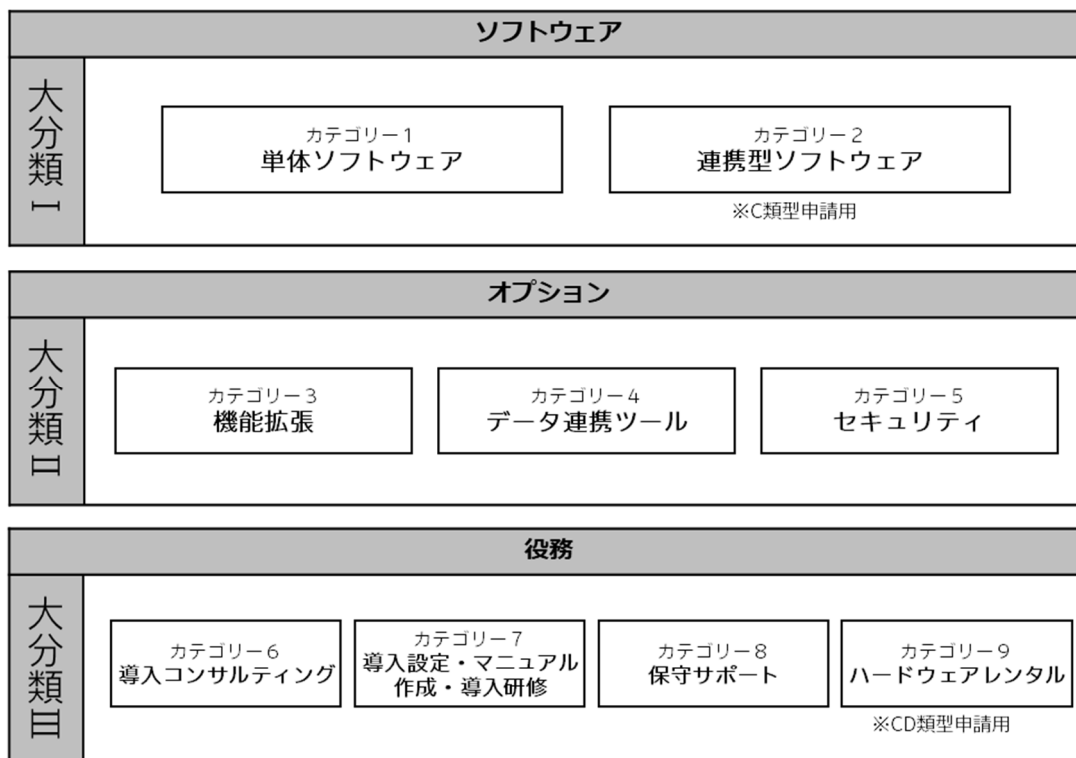 ソフトウェア
大分類Ⅰ
カテゴリー1
単体ソフトウェア
カテゴリー2
連携型ソフトウェア
※C類型申請用
オプション
大分類Ⅱ
カテゴリー3
機能拡張
カテゴリー4
データ連携ツール
カテゴリー5
セキュリティ
役務
大分類Ⅲ
カテゴリー6
導入コンサルティング
カテゴリー7
導入設定・マニュアル
作成・導入研修
カテゴリー8
保守サポート
カテゴリー9
ハードウェアレンタル
※CD類型申請用